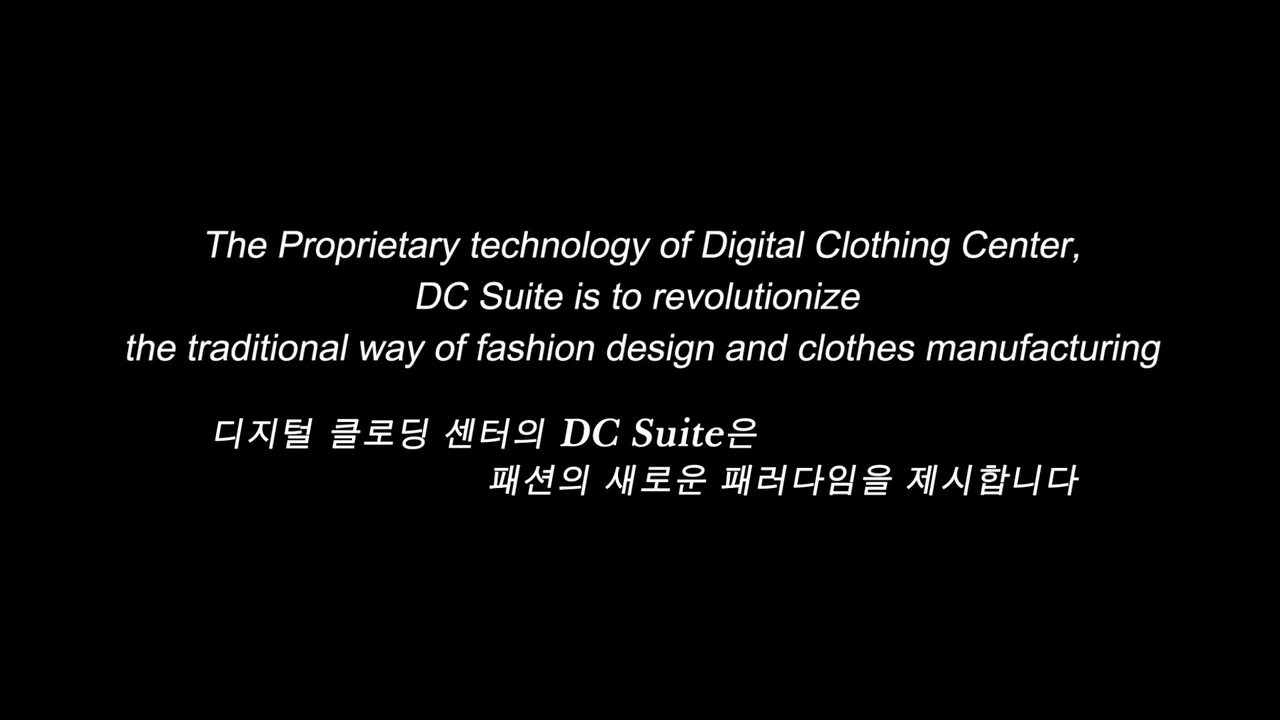 The Proprietary technology of Digital Clothing Center,
DC Suite is to revolutionize
the traditional way of fashion design and clothes manufacturing
디지털 클로딩 센터의 DC Suite은
패션의 새로운 패러다임을 제시합니다